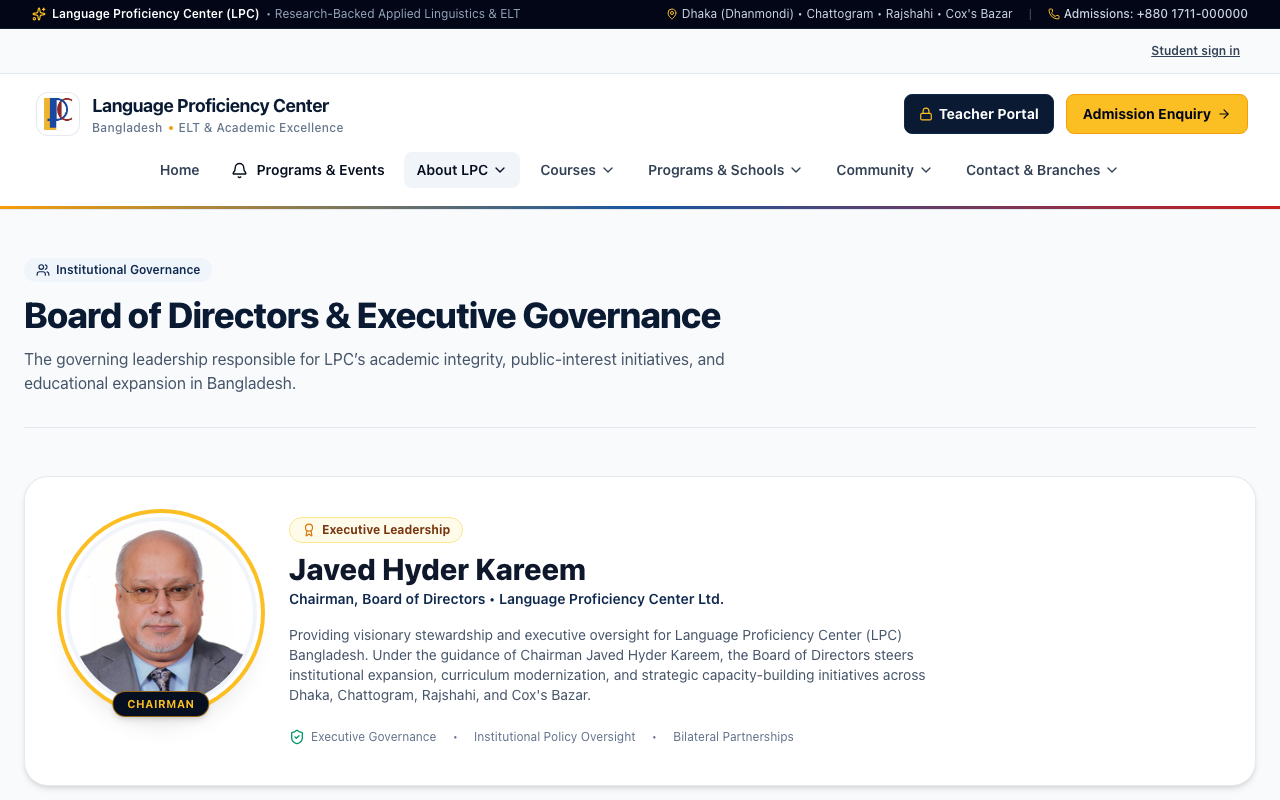 Language Proficiency Center (LPC) • Research-Backed Applied Linguistics & ELT
Dhaka (Dhanmondi) • Chattogram • Rajshahi • Cox's Bazar | Admissions: +880 1711-000000
Student sign in
Language Proficiency Center
Bangladesh • ELT & Academic Excellence
Teacher Portal
Admission Enquiry →
Home
Programs & Events
About LPC
Courses
Programs & Schools
Community
Contact & Branches
Institutional Governance
Board of Directors & Executive Governance
The governing leadership responsible for LPC’s academic integrity, public-interest initiatives, and
educational expansion in Bangladesh.
CHAIRMAN
Executive Leadership
Javed Hyder Kareem
Chairman, Board of Directors • Language Proficiency Center Ltd.
Providing visionary stewardship and executive oversight for Language Proficiency Center (LPC)
Bangladesh. Under the guidance of Chairman Javed Hyder Kareem, the Board of Directors steers
institutional expansion, curriculum modernization, and strategic capacity-building initiatives across
Dhaka, Chattogram, Rajshahi, and Cox's Bazar.
Executive Governance • Institutional Policy Oversight • Bilateral Partnerships